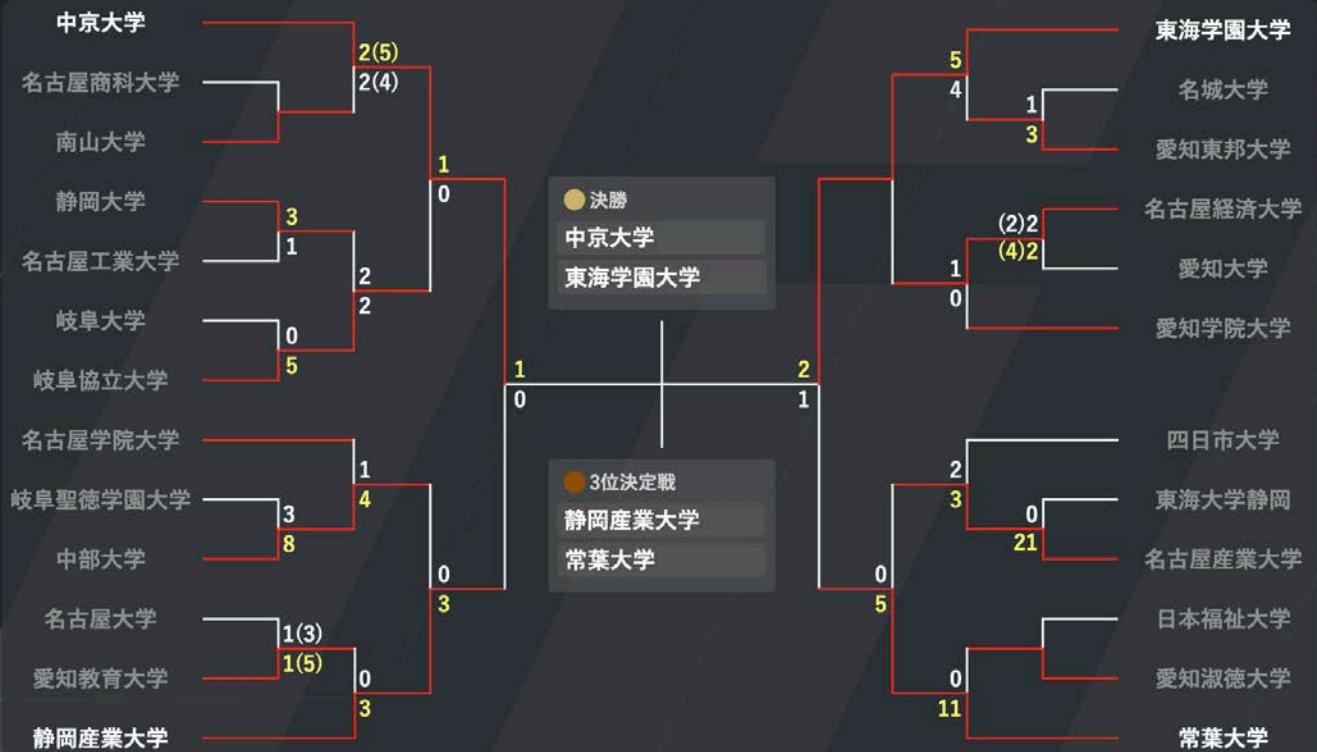 中京大学
名古屋商科大学
南山大学
静岡大学
名古屋工業大学
岐阜大学
岐阜協立大学
名古屋学院大学
岐阜聖徳学園大学
中部大学
名古屋大学
愛知教育大学
静岡産業大学
2(5)
2(4)
3
1
0
5
3
8
1(3)
1(5)
2
2
1
4
0
3
1
0
0
3
1
0
決勝
中京大学
東海学園大学
3位決定戦
静岡産業大学
常葉大学
2
1
0
5
5
4
1
0
2
3
0
11
1
3
(2)2
(4)2
0
21
東海学園大学
名城大学
愛知東邦大学
名古屋経済大学
愛知大学
愛知学院大学
四日市大学
東海大学静岡
名古屋産業大学
日本福祉大学
愛知淑徳大学
常葉大学